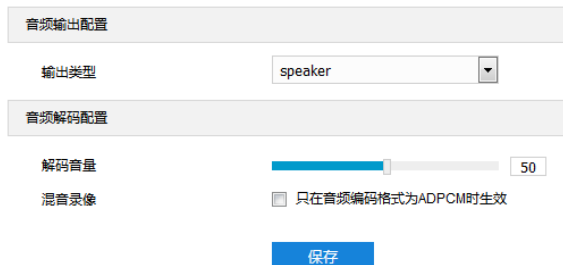 音频输出配置
输出类型 speaker
音频解码配置
解码音量 50
混音录像 只在音频编码格式为ADPCM时生效
保存